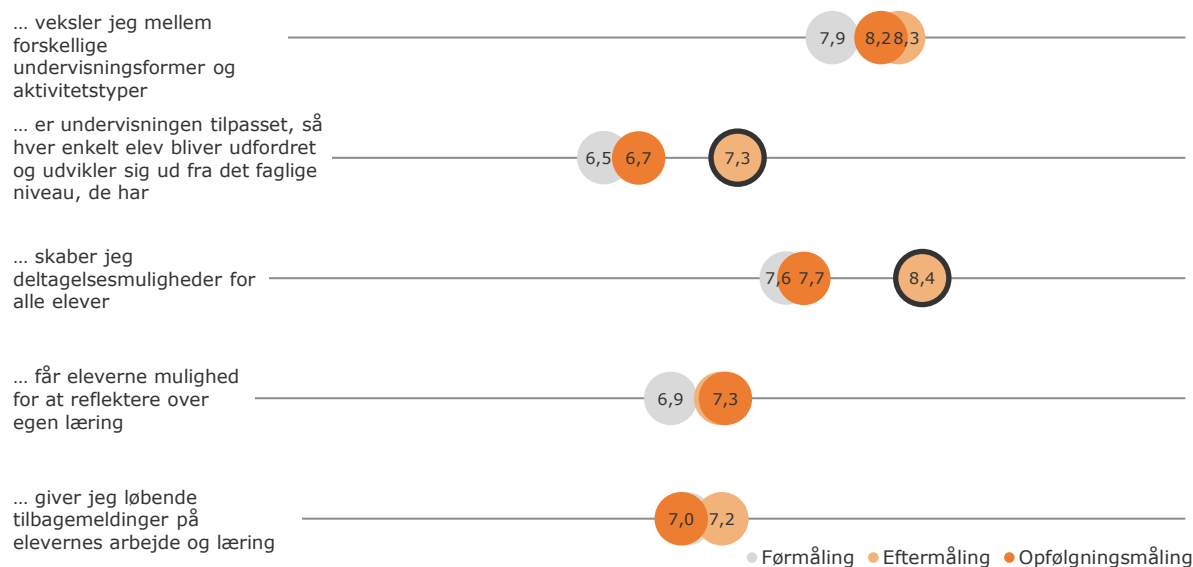 … veksler jeg mellem
forskellige
undervisningsformer og
aktivitetstyper
7,9 8,2 8,3
… er undervisningen tilpasset, så
hver enkelt elev bliver udfordret
og udvikler sig ud fra det faglige
niveau, de har
6,5 6,7 7,3
… skaber jeg
deltagelsesmuligheder for
alle elever
7,6 7,7 8,4
… får eleverne mulighed
for at reflektere over
egen læring
6,9 7,3
… giver jeg løbende
tilbagemeldinger på
elevernes arbejde og læring
7,0 7,2
Førmåling Eftermåling Opfølgningsmåling